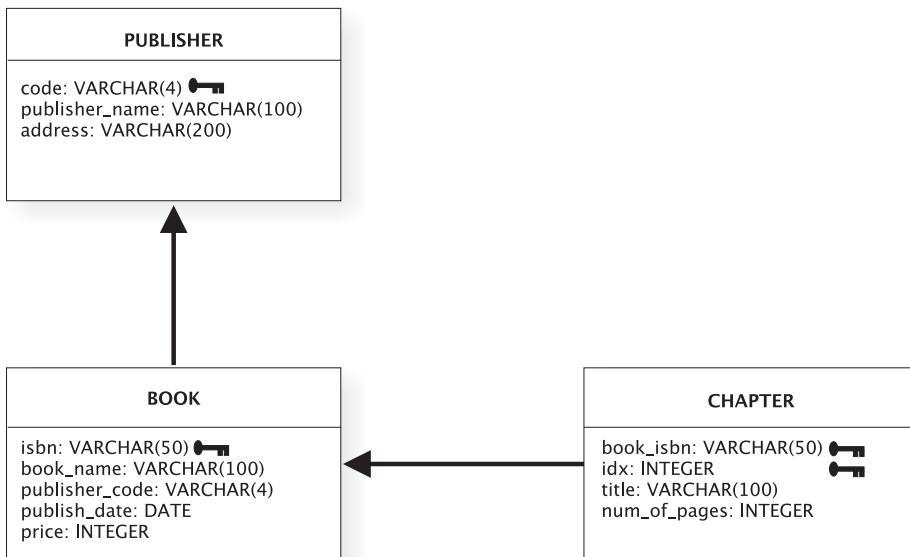 PUBLISHER
code: VARCHAR(4)
publisher_name: VARCHAR(100)
address: VARCHAR(200)
BOOK
isbn: VARCHAR(50)
book_name: VARCHAR(100)
publisher_code: VARCHAR(4)
publish_date: DATE
price: INTEGER
CHAPTER
book_isbn: VARCHAR(50)
idx: INTEGER
title: VARCHAR(100)
num_of_pages: INTEGER